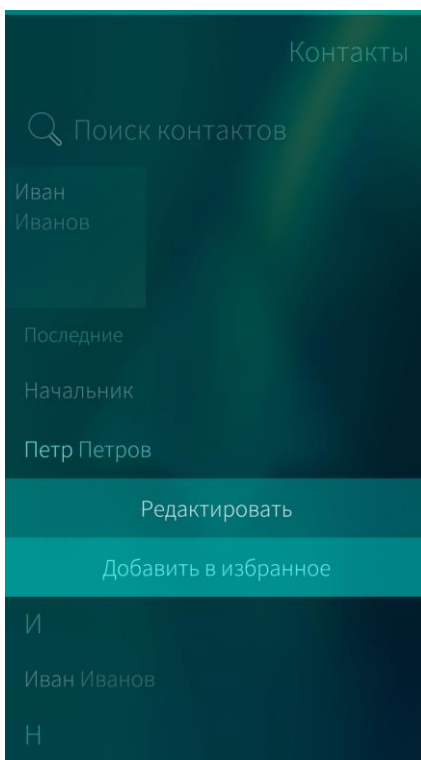 Контакты
Поиск контактов
Иван
Иванов
Последние
Начальник
Петр Петров
Редактировать
Добавить в избранное
И
Иван Иванов
Н